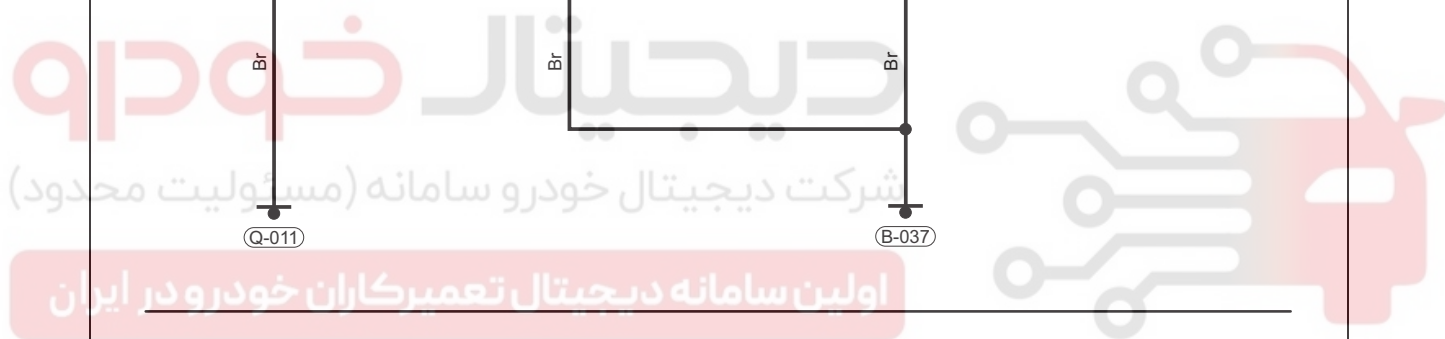 Br Br Br
دیجیتال خودرو
شرکت دیجیتال خودرو سامانه (مسئولیت محدود)
Q-011 B-037
اولین سامانه دیجیتال تعمیرکاران خودرو در ایران